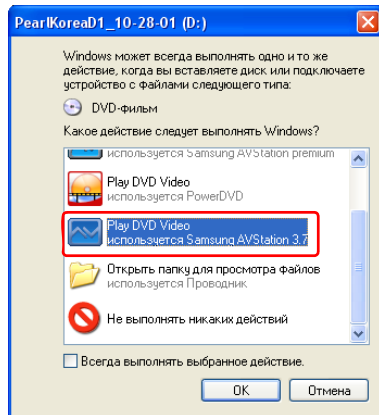 PearlKoreaD1_10-28-01 (D:)
Windows может всегда выполнять одно и то же
действие, когда вы вставляете диск или подключаете
устройство с файлами следующего типа:
DVD-фильм
Какое действие следует выполнять Windows?
используется Samsung AVStation premium
Play DVD Video
используется PowerDVD
Play DVD Video
используется Samsung AVStation 3.7
Открыть папку для просмотра файлов
используется Проводник
Не выполнять никаких действий
Всегда выполнять выбранное действие.
OK
Отмена